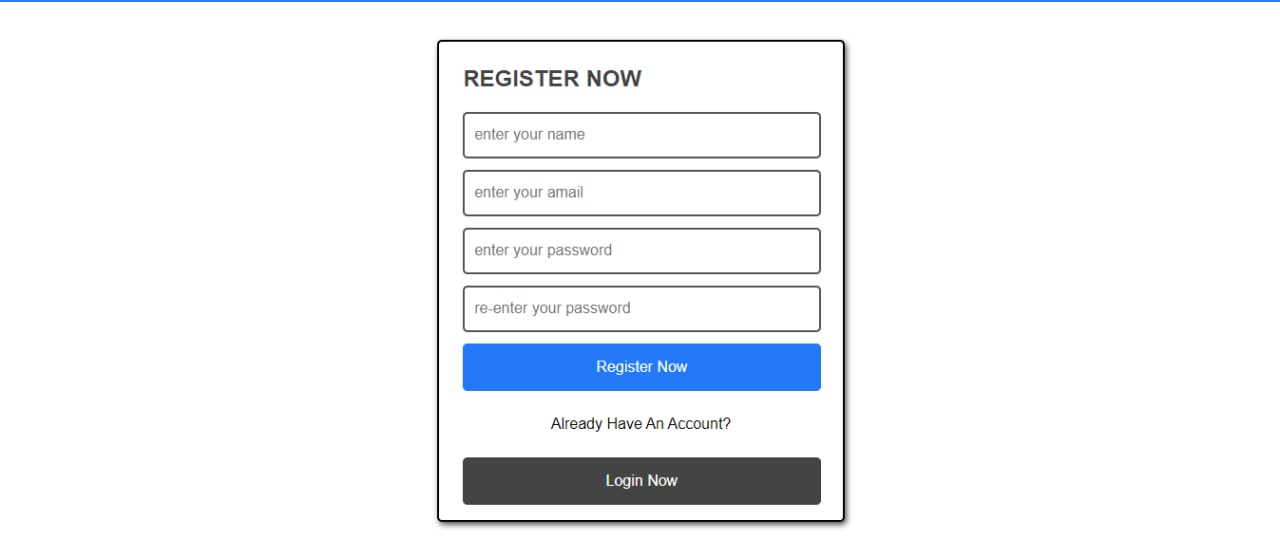 REGISTER NOW
enter your name
enter your amail
enter your password
re-enter your password
Register Now
Already Have An Account?
Login Now